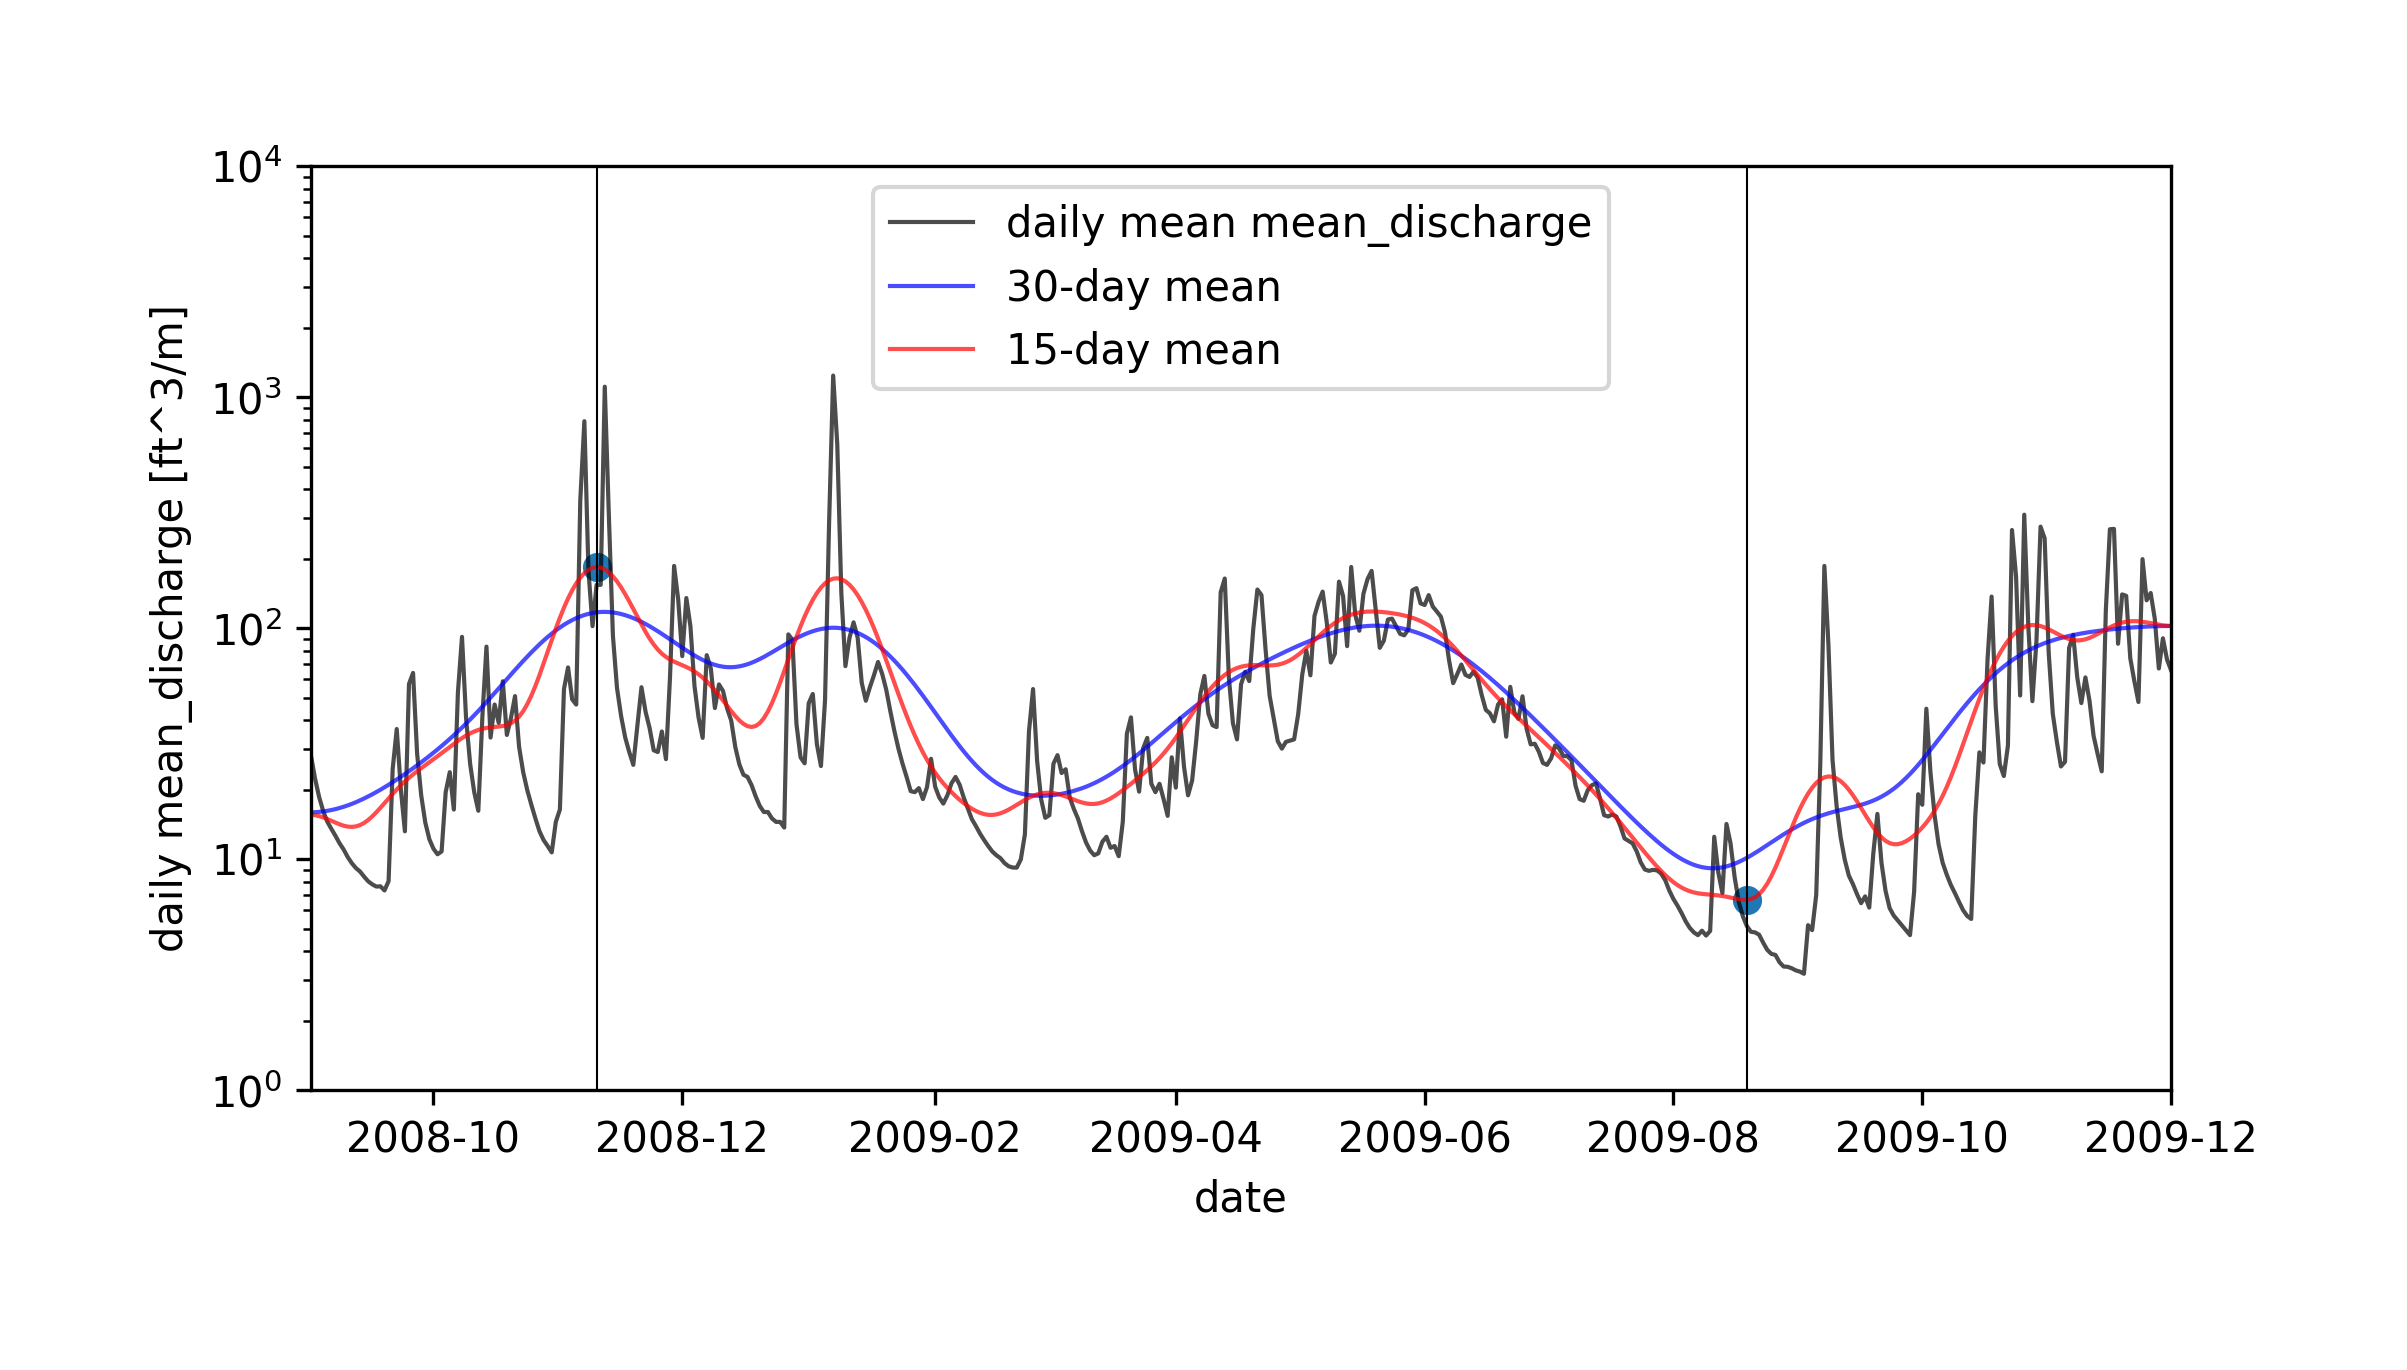 10^4
10^3
10^2
10^1
10^0
daily mean mean_discharge [ft^3/m]
daily mean mean_discharge
30-day mean
15-day mean
2008-10 2008-12 2009-02 2009-04 2009-06 2009-08 2009-10 2009-12
date